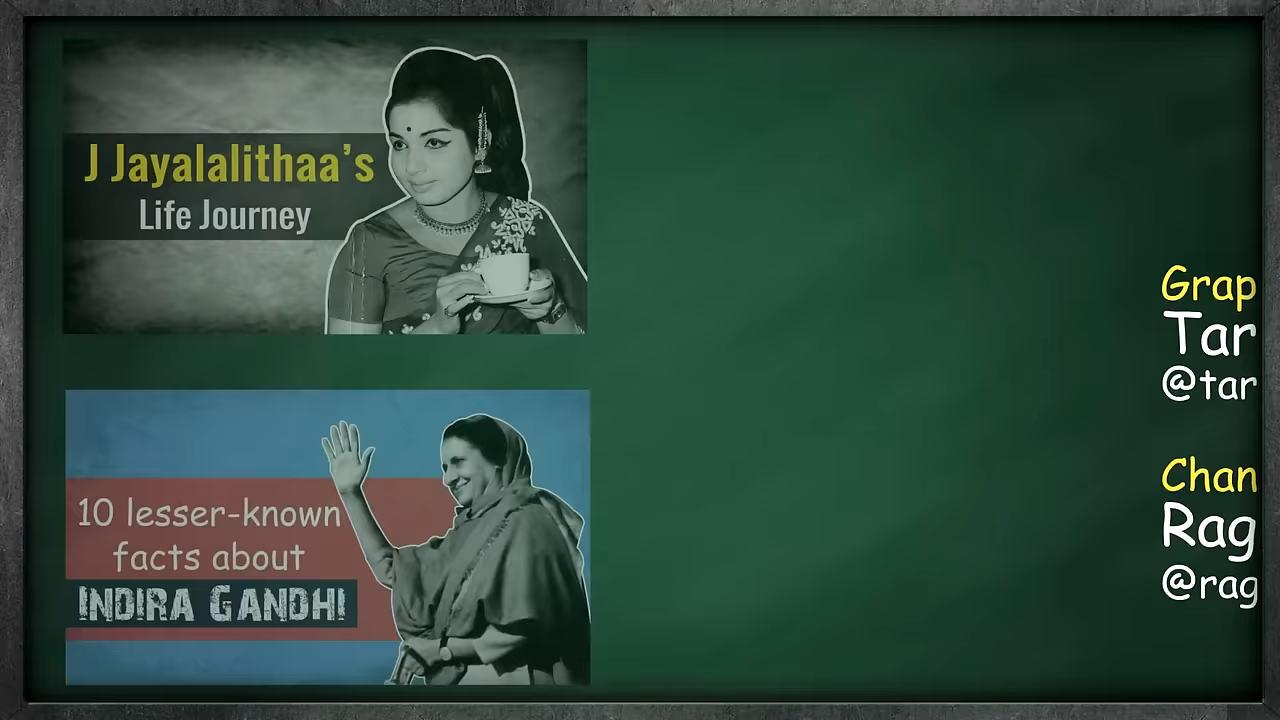 J Jayalalithaa's
Life Journey
10 lesser-known
facts about
INDIRA GANDHI
Grap
Tar
@tar
Chan
Rag
@rag